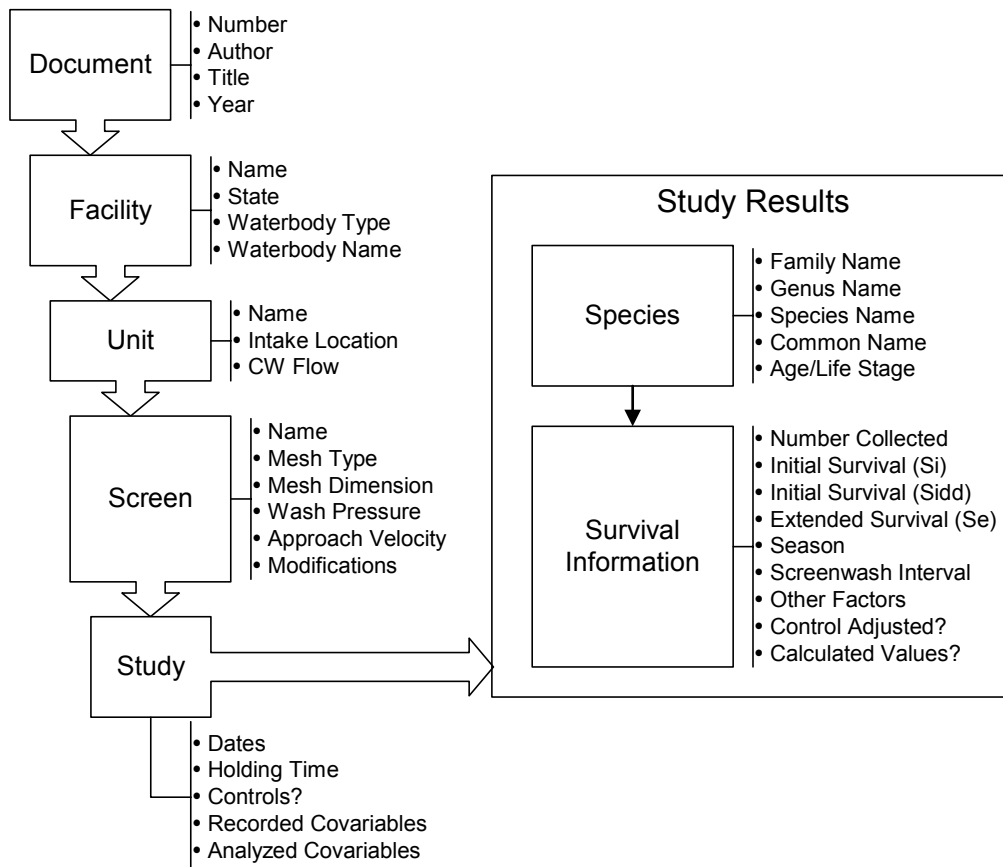 Document
• Number
• Author
• Title
• Year
Facility
• Name
• State
• Waterbody Type
• Waterbody Name
Unit
• Name
• Intake Location
• CW Flow
Screen
• Name
• Mesh Type
• Mesh Dimension
• Wash Pressure
• Approach Velocity
• Modifications
Study
• Dates
• Holding Time
• Controls?
• Recorded Covariables
• Analyzed Covariables
Study Results
Species
• Family Name
• Genus Name
• Species Name
• Common Name
• Age/Life Stage
Survival
Information
• Number Collected
• Initial Survival (Si)
• Initial Survival (Sidd)
• Extended Survival (Se)
• Season
• Screenwash Interval
• Other Factors
• Control Adjusted?
• Calculated Values?